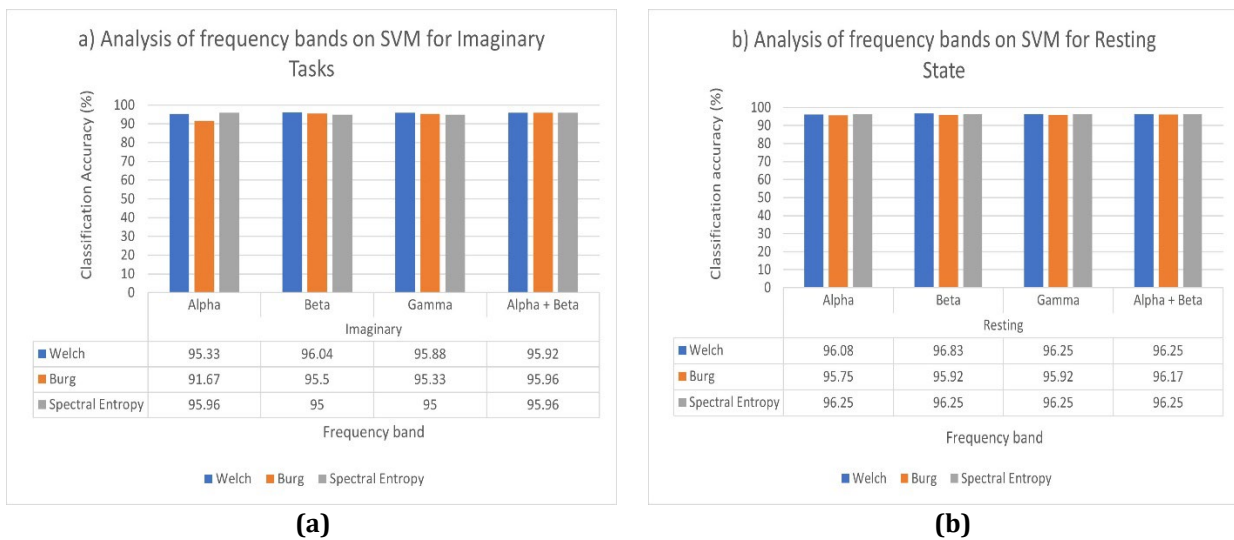 a) Analysis of frequency bands on SVM for Imaginary
Tasks
Classification Accuracy (%)
100
90
80
70
60
50
40
30
20
10
0
Alpha Beta Gamma Alpha + Beta
Imaginary
Welch 95.33 96.04 95.88 95.92
Burg 91.67 95.5 95.33 95.96
Spectral Entropy 95.96 95 95 95.96
Frequency band
Welch Burg Spectral Entropy
(a)
b) Analysis of frequency bands on SVM for Resting
State
Classification accuracy (%)
100
90
80
70
60
50
40
30
20
10
0
Alpha Beta Gamma Alpha + Beta
Resting
Welch 96.08 96.83 96.25 96.25
Burg 95.75 95.92 95.92 96.17
Spectral Entropy 96.25 96.25 96.25 96.25
Frequency band
Welch Burg Spectral Entropy
(b)